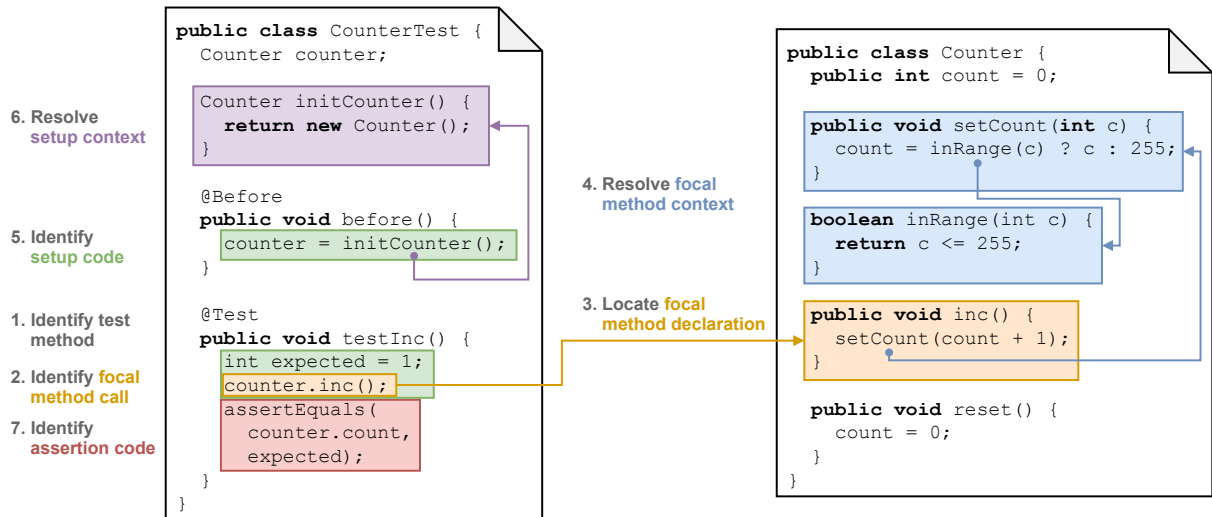 6. Resolve
setup context
5. Identify
setup code
1. Identify test
method
2. Identify focal
method call
7. Identify
assertion code
public class CounterTest {
Counter counter;
Counter initCounter() {
return new Counter();
}
@Before
public void before() {
counter = initCounter();
}
@Test
public void testInc() {
int expected = 1;
counter.inc();
assertEquals(
counter.count,
expected);
}
}
4. Resolve focal
method context
3. Locate focal
method declaration
public class Counter {
public int count = 0;
public void setCount(int c) {
count = inRange(c) ? c : 255;
}
boolean inRange(int c) {
return c <= 255;
}
public void inc() {
setCount(count + 1);
}
public void reset() {
count = 0;
}
}